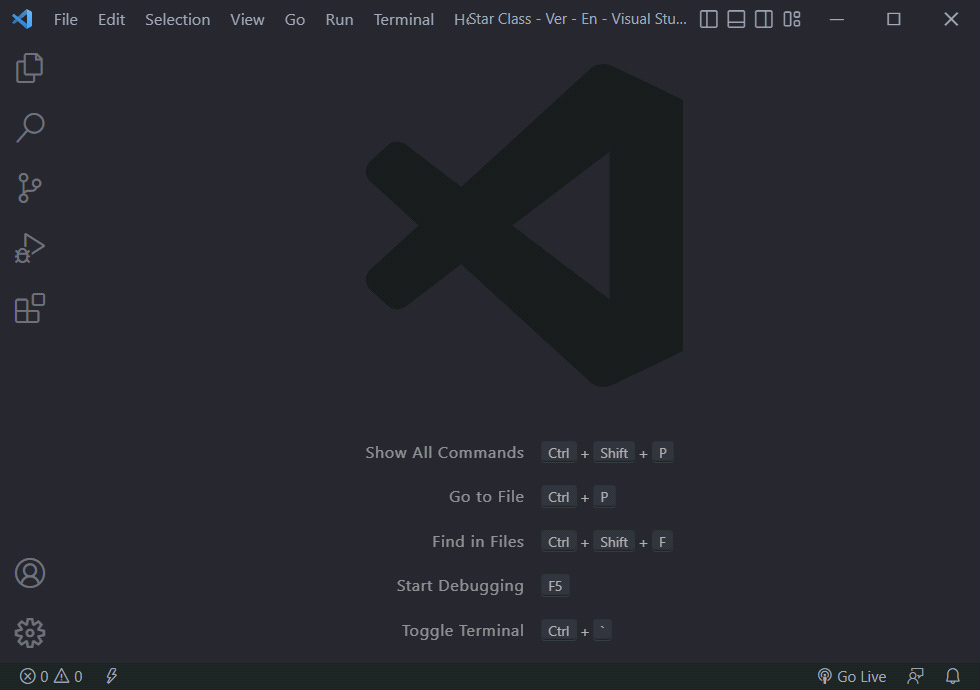 File Edit Selection View Go Run Terminal Star Class - Ver - En - Visual Stu...
Show All Commands Ctrl + Shift + P
Go to File Ctrl + P
Find in Files Ctrl + Shift + F
Start Debugging F5
Toggle Terminal Ctrl + `
0 0 Go Live